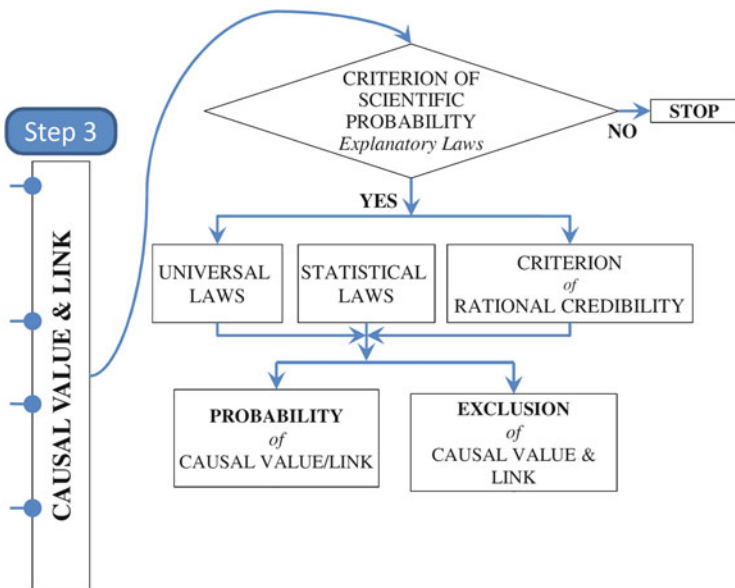 Step 3
CAUSAL VALUE & LINK
CRITERION OF
SCIENTIFIC
PROBABILITY
Explanatory Laws
NO
STOP
YES
UNIVERSAL
LAWS
STATISTICAL
LAWS
CRITERION
of
RATIONAL CREDIBILITY
PROBABILITY
of
CAUSAL VALUE/LINK
EXCLUSION
of
CAUSAL VALUE &
LINK